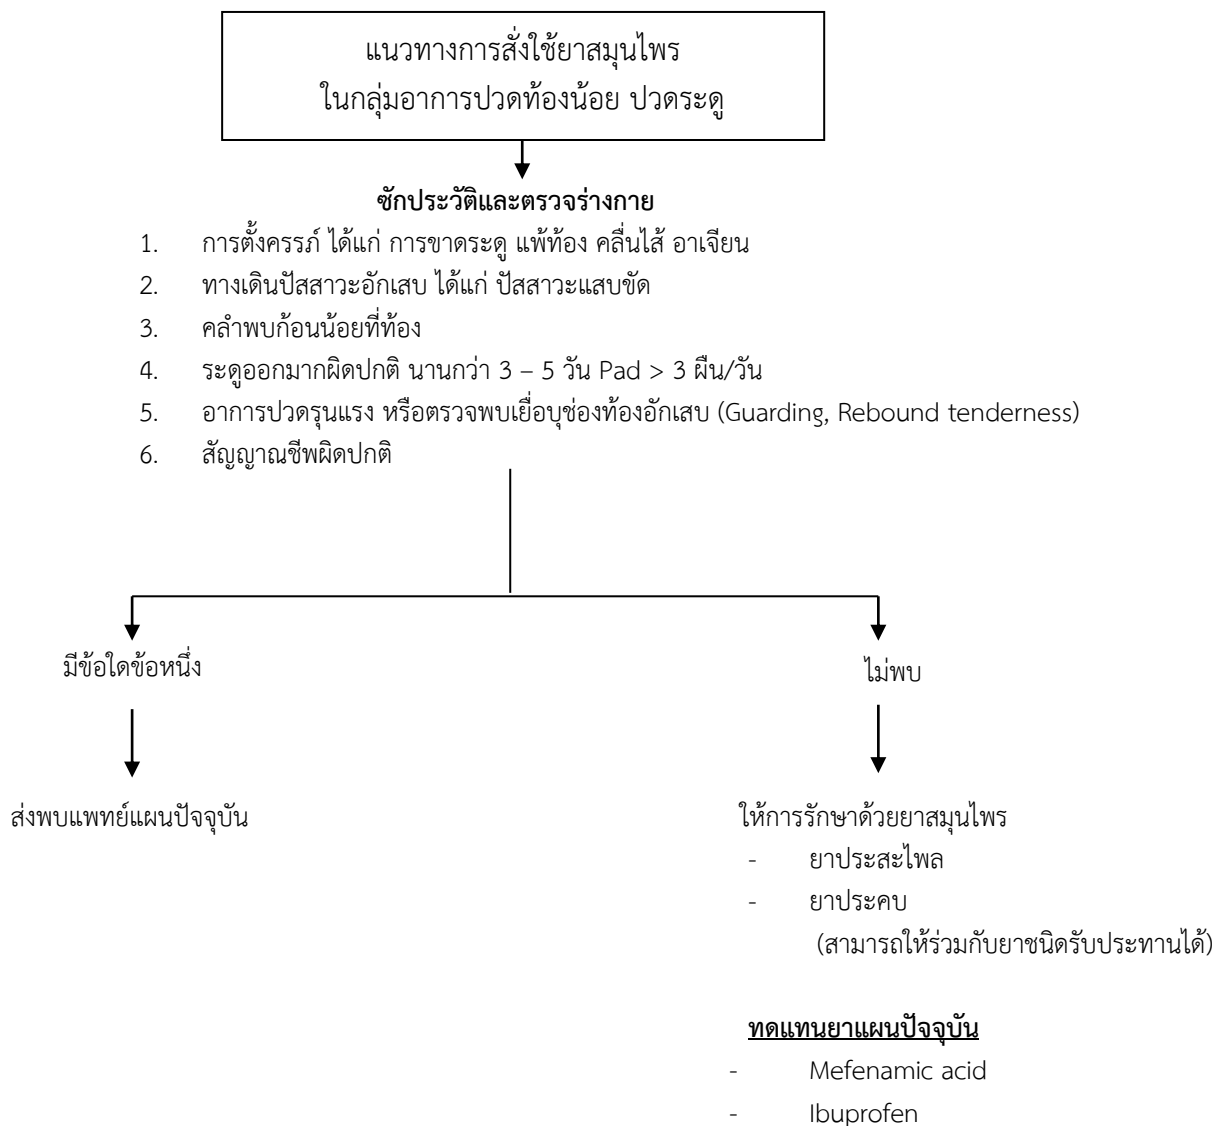 แนวทางการสั่งใช้ยาสมุนไพร
ในกลุ่มอาการปวดท้องน้อย ปวดระดู
ซักประวัติและตรวจร่างกาย
1. การตั้งครรภ์ ได้แก่ การขาดระดู แพ้ท้อง คลื่นไส้ อาเจียน
2. ทางเดินปัสสาวะอักเสบ ได้แก่ ปัสสาวะแสบขัด
3. คลำพบก้อนน้อยที่ท้อง
4. ระดูออกมากผิดปกติ นานกว่า 3 – 5 วัน Pad > 3 ผืน/วัน
5. อาการปวดรุนแรง หรือตรวจพบเยื่อบุช่องท้องอักเสบ (Guarding, Rebound tenderness)
6. สัญญาณชีพผิดปกติ
มีข้อใดข้อหนึ่ง
ไม่พบ
ส่งพบแพทย์แผนปัจจุบัน
ให้การรักษาด้วยยาสมุนไพร
- ยาประสะไพล
- ยาประคบ
(สามารถให้ร่วมกับยาชนิดรับประทานได้)
ทดแทนยาแผนปัจจุบัน
- Mefenamic acid
- Ibuprofen